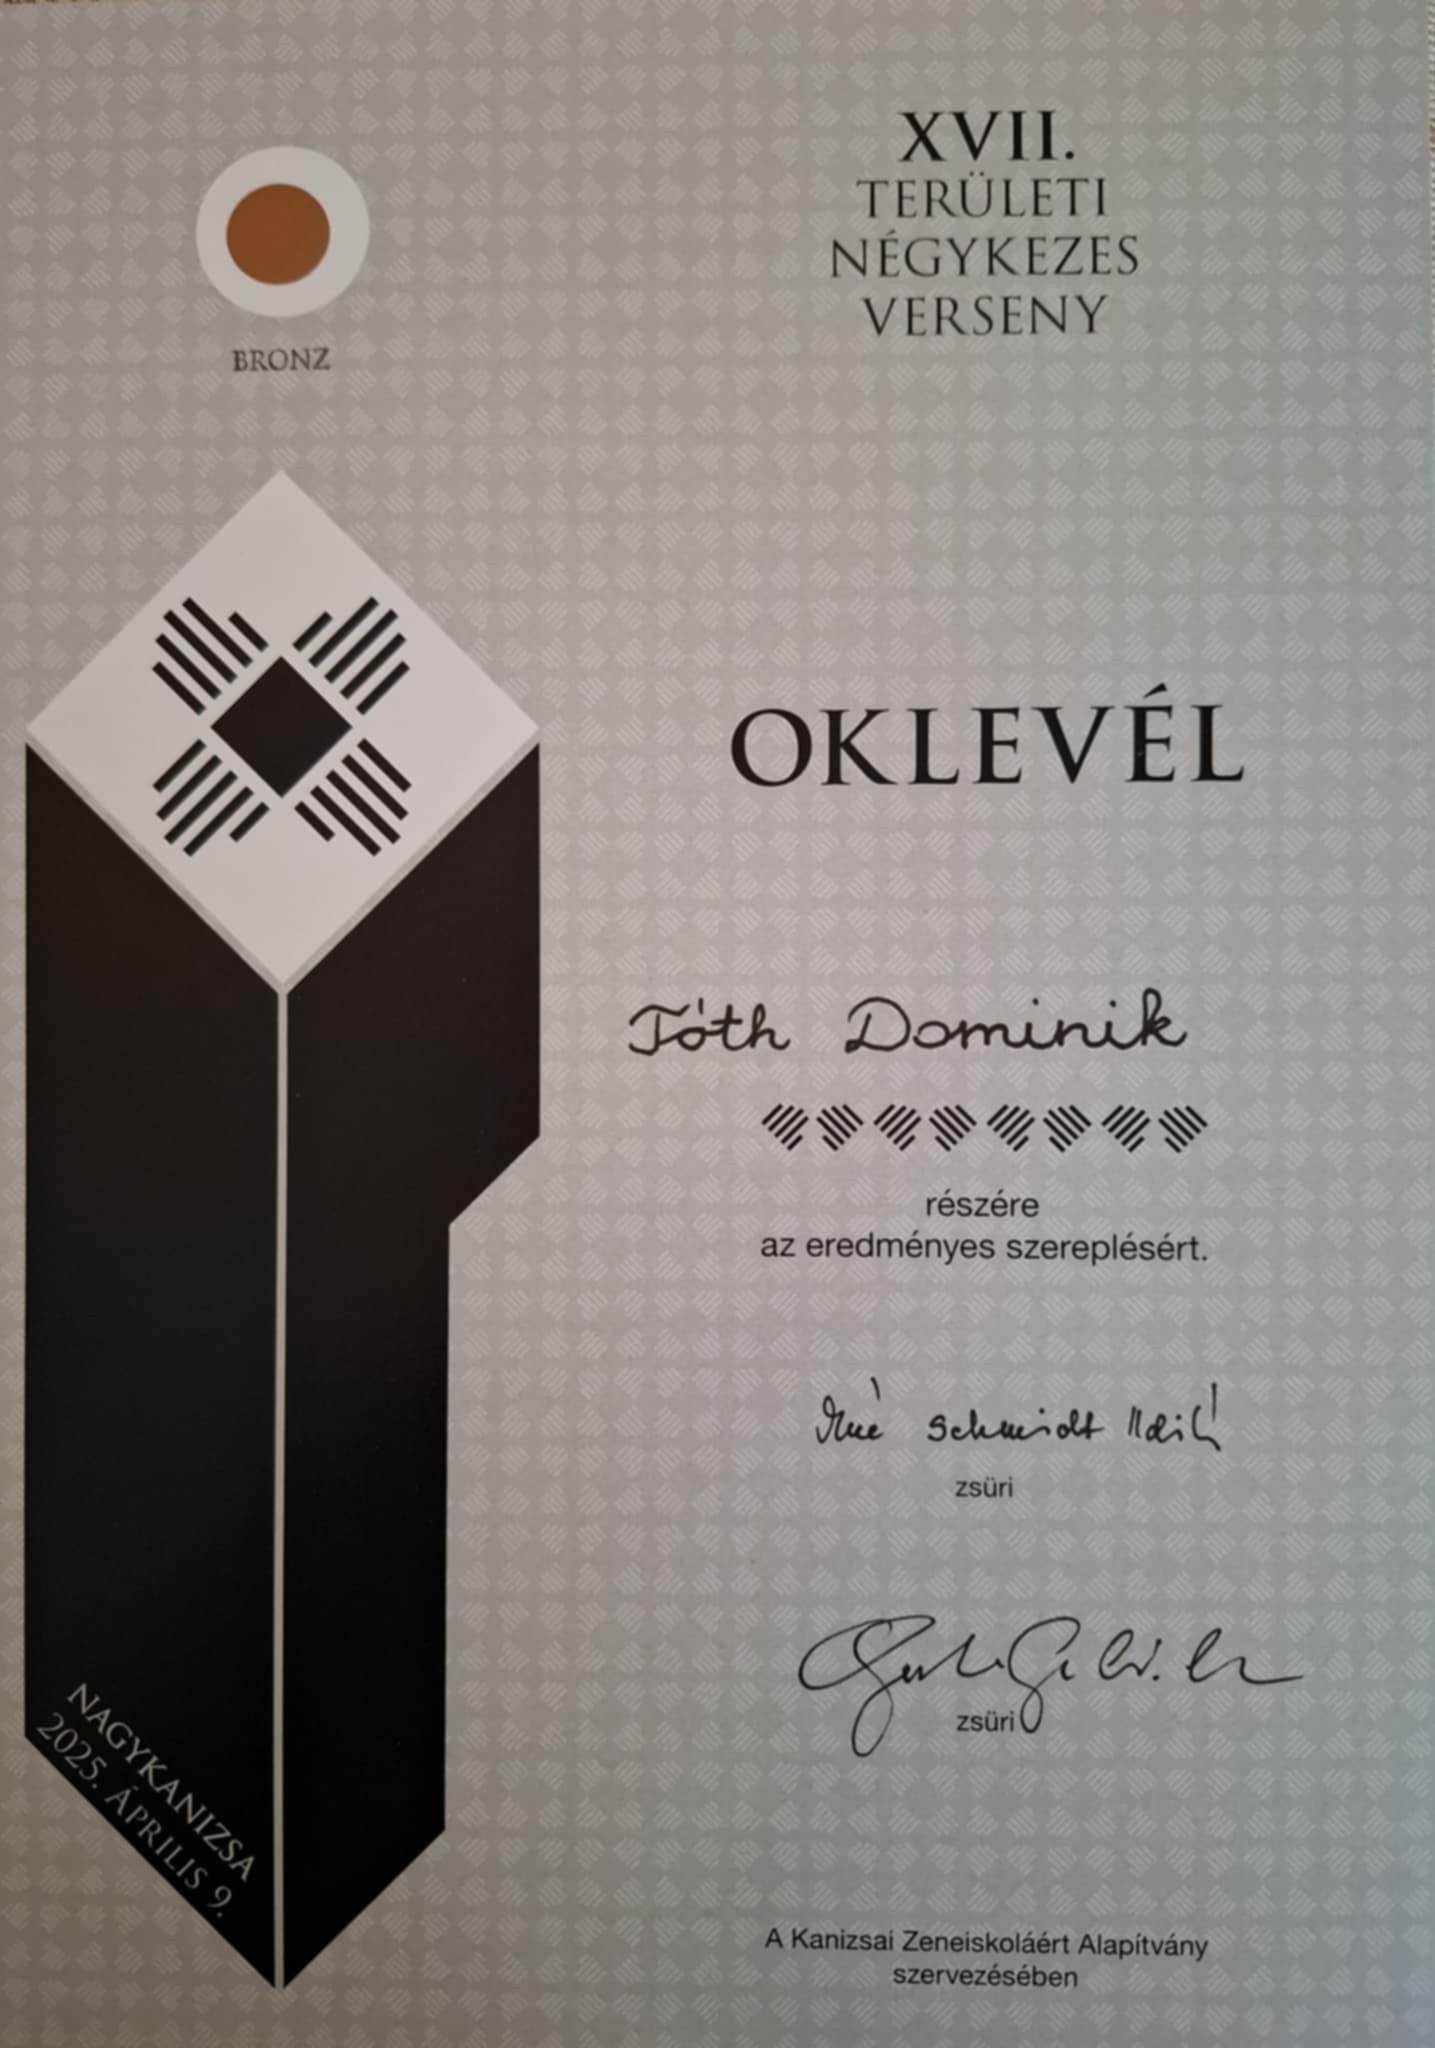 XVII.
TERÜLETI
NÉGYKEZES
VERSENY
BRONZ
OKLEVÉL
Tóth Dominik
részére
az eredményes szereplésért.
Schmidt
zsüri
zsüri
NAGYKANIZSA
2025. ÁPRILIS 9.
A Kanizsai Zeneiskoláért Alapítvány
szervezésében